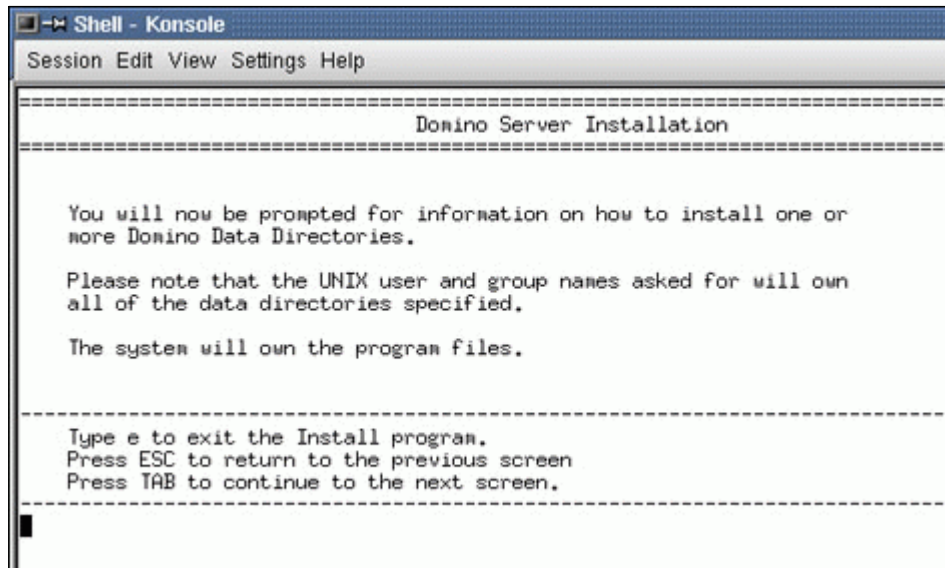 Shell - Konsole
Session Edit View Settings Help
==============================================================================
Domino Server Installation
==============================================================================
You will now be prompted for information on how to install one or
more Domino Data Directories.
Please note that the UNIX user and group names asked for will own
all of the data directories specified.
The system will own the program files.
------------------------------------------------------------------------------
Type e to exit the Install program.
Press ESC to return to the previous screen
Press TAB to continue to the next screen.
------------------------------------------------------------------------------